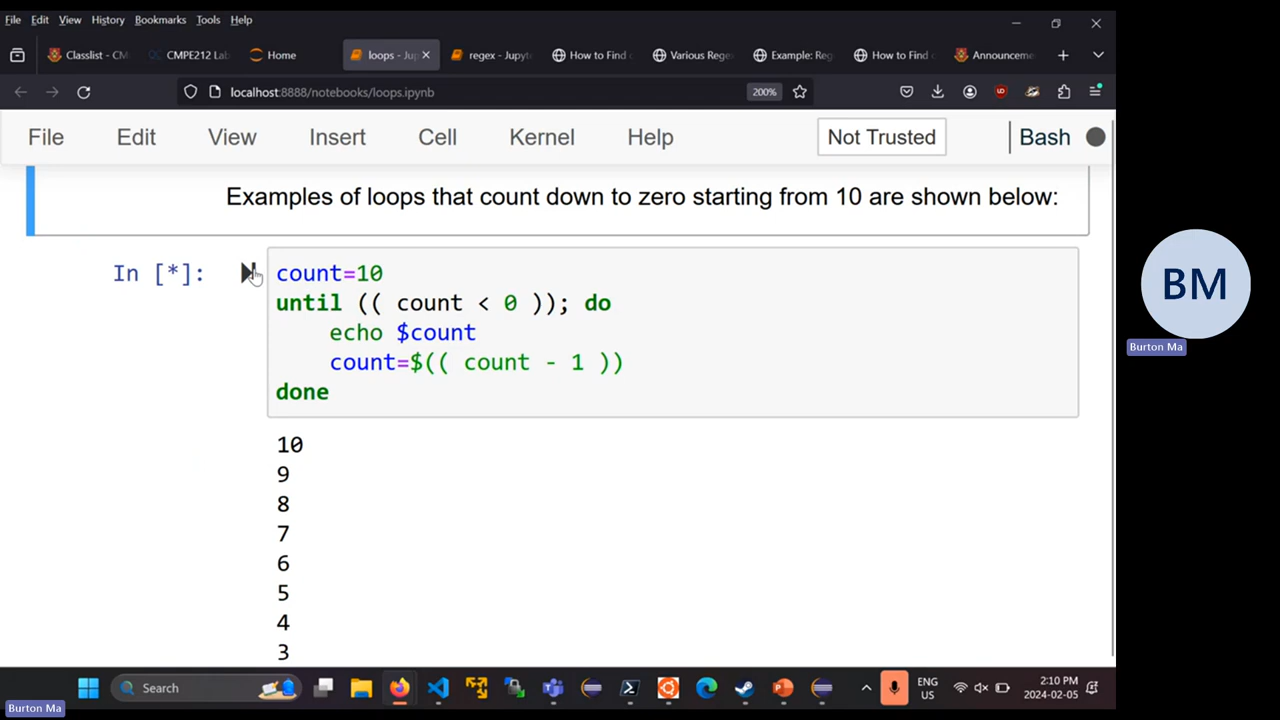 File Edit View History Bookmarks Tools Help
Classlist - CM
CMPE212 Lab
Home
loops - Jup
regex - Jupyt
How to Find
Various Rege
Example: Reg
How to Find
Announceme
localhost:8888/notebooks/loops.ipynb
200%
File Edit View Insert Cell Kernel Help
Not Trusted
Bash
Examples of loops that count down to zero starting from 10 are shown below:
In [*]:
count=10
until (( count < 0 )); do
    echo $count
    count=$(( count - 1 ))
done
10
9
8
7
6
5
4
3
BM
Burton Ma
Search
ENG
US
2:10 PM
2024-02-05
Burton Ma